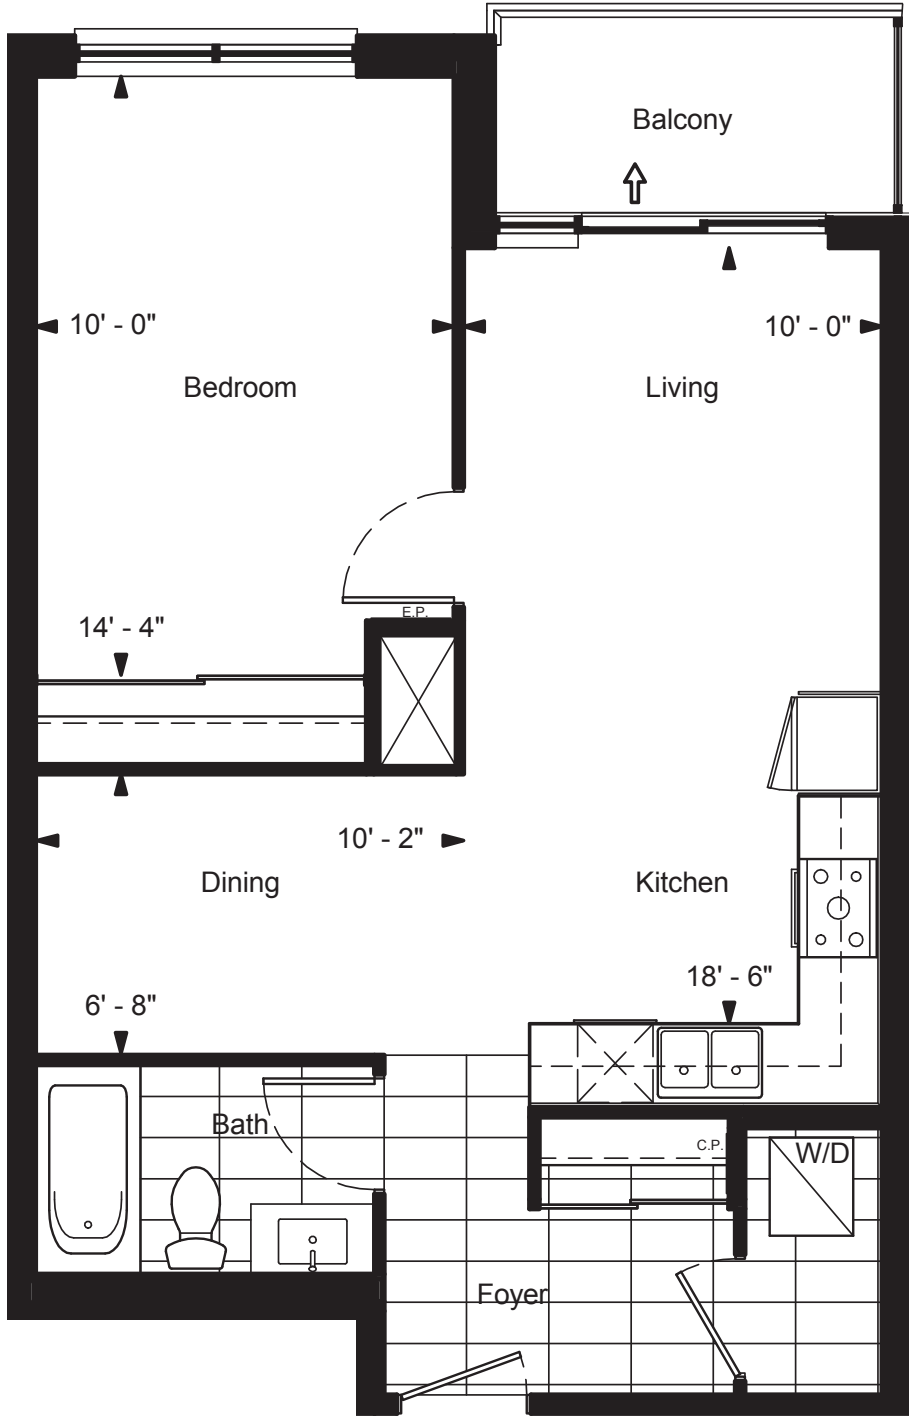 Balcony
10' - 0"
10' - 0"
Bedroom
Living
E.P.
14' - 4"
10' - 2"
Dining
Kitchen
18' - 6"
6' - 8"
Bath
C.P.
W/D
Foyer